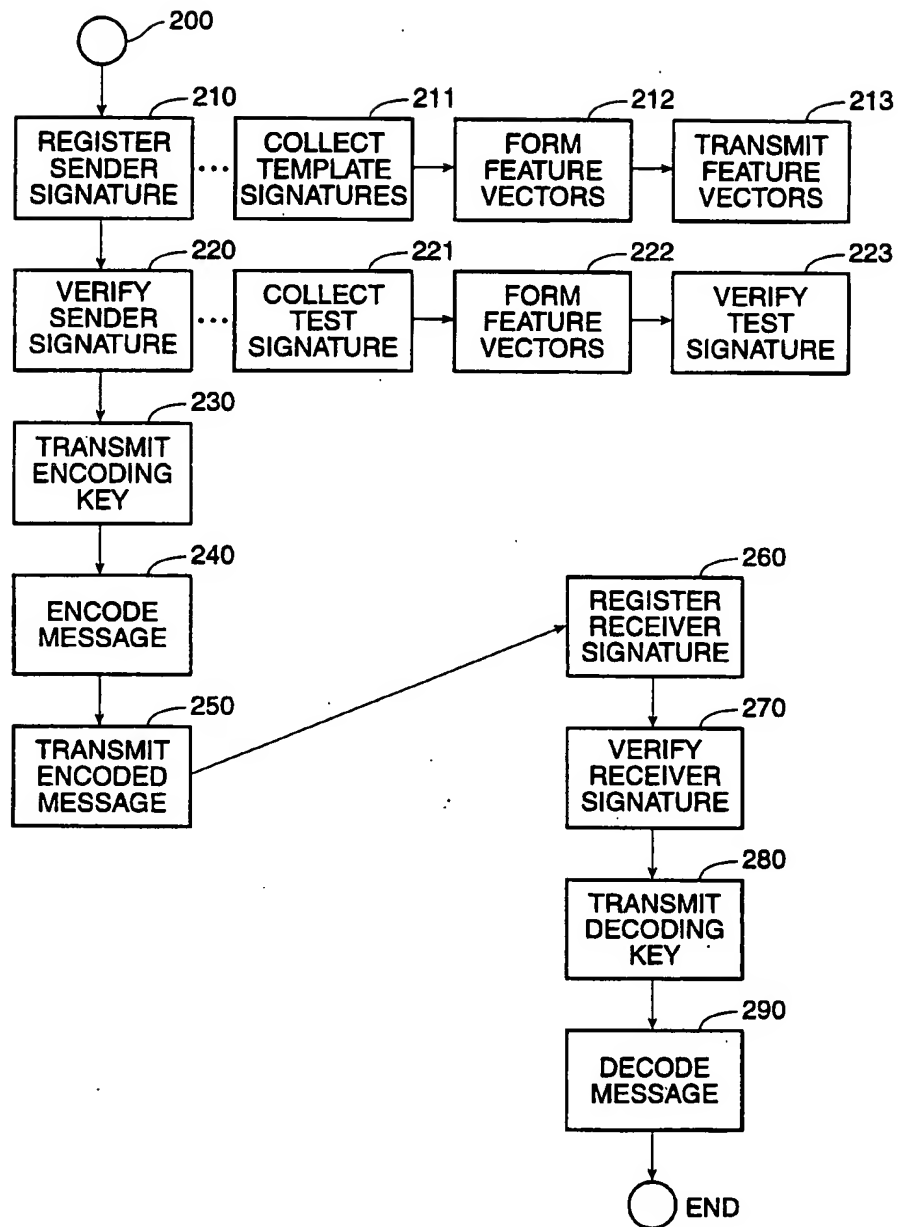 200
210
REGISTER
SENDER
SIGNATURE
211
COLLECT
TEMPLATE
SIGNATURES
212
FORM
FEATURE
VECTORS
213
TRANSMIT
FEATURE
VECTORS
220
VERIFY
SENDER
SIGNATURE
221
COLLECT
TEST
SIGNATURE
222
FORM
FEATURE
VECTORS
223
VERIFY
TEST
SIGNATURE
230
TRANSMIT
ENCODING
KEY
240
ENCODE
MESSAGE
250
TRANSMIT
ENCODED
MESSAGE
260
REGISTER
RECEIVER
SIGNATURE
270
VERIFY
RECEIVER
SIGNATURE
280
TRANSMIT
DECODING
KEY
290
DECODE
MESSAGE
END